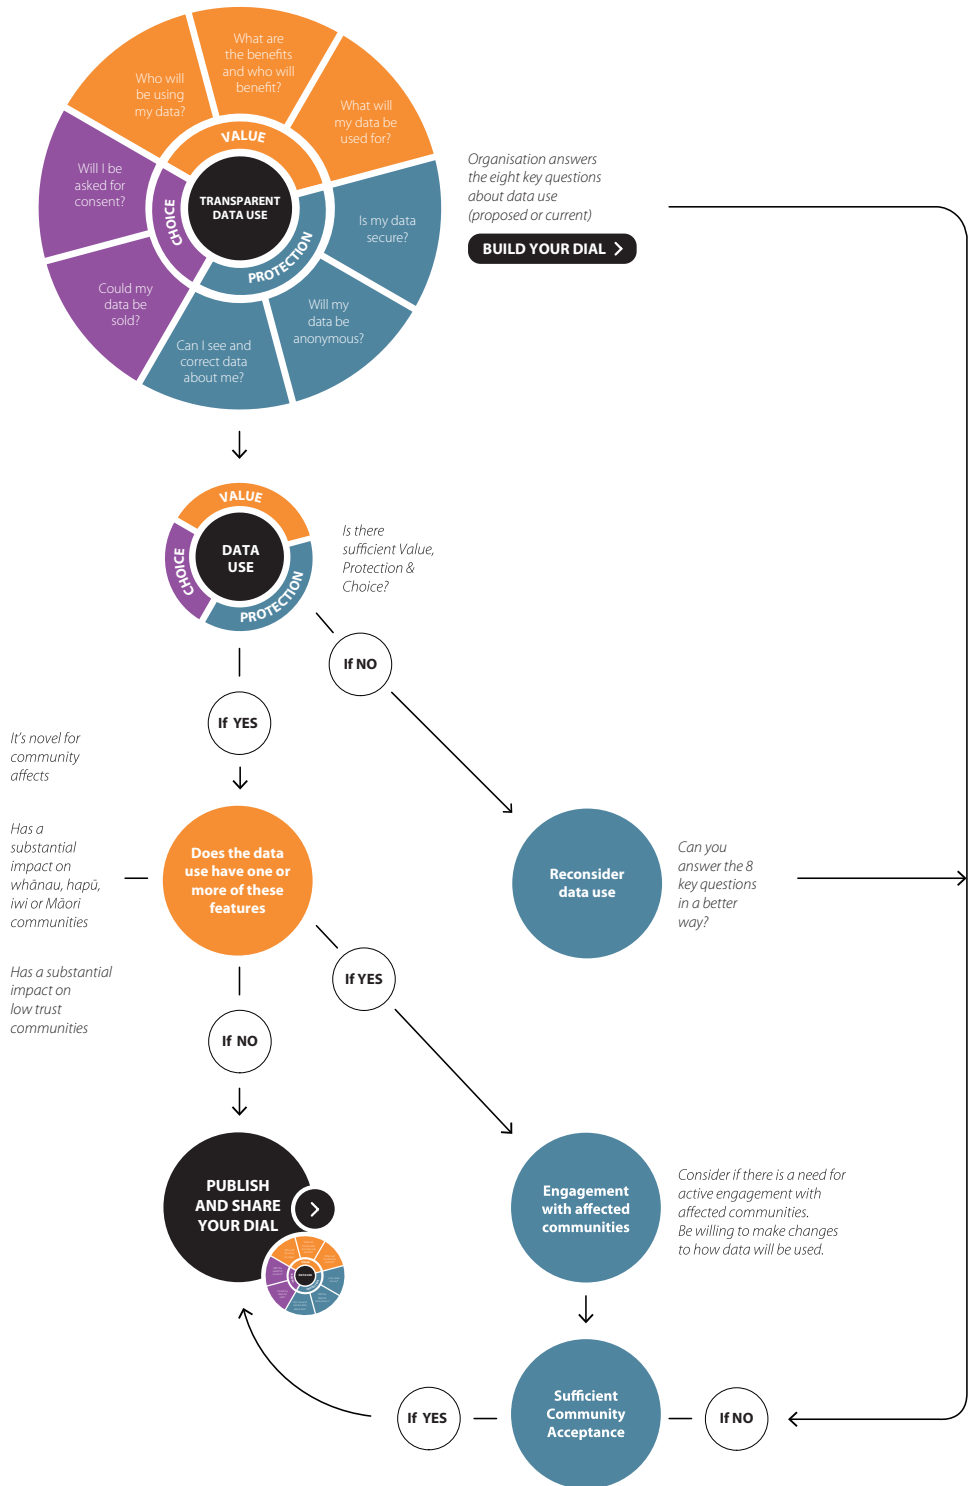 What are
the benefits
and who will
benefit?
Who will
be using
my data?
What will
my data be
used for?
VALUE
Will I be
asked for
consent?
TRANSPARENT
DATA USE
CHOICE
PROTECTION
Is my data
secure?
Could my
data be
sold?
Will my
data be
anonymous?
Can I see and
correct data
about me?
Organisation answers
the eight key questions
about data use
(proposed or current)
BUILD YOUR DIAL
VALUE
DATA
USE
CHOICE
PROTECTION
Is there
sufficient Value,
Protection &
Choice?
If NO
If YES
It's novel for
community
affects
Has a
substantial
impact on
whānau, hapū,
iwi or Māori
communities
Has a substantial
impact on
low trust
communities
Does the data
use have one or
more of these
features
Reconsider
data use
Can you
answer the 8
key questions
in a better
way?
If YES
If NO
PUBLISH
AND SHARE
YOUR DIAL
Engagement
with affected
communities
Consider if there is a need for
active engagement with
affected communities.
Be willing to make changes
to how data will be used.
If YES
Sufficient
Community
Acceptance
If NO